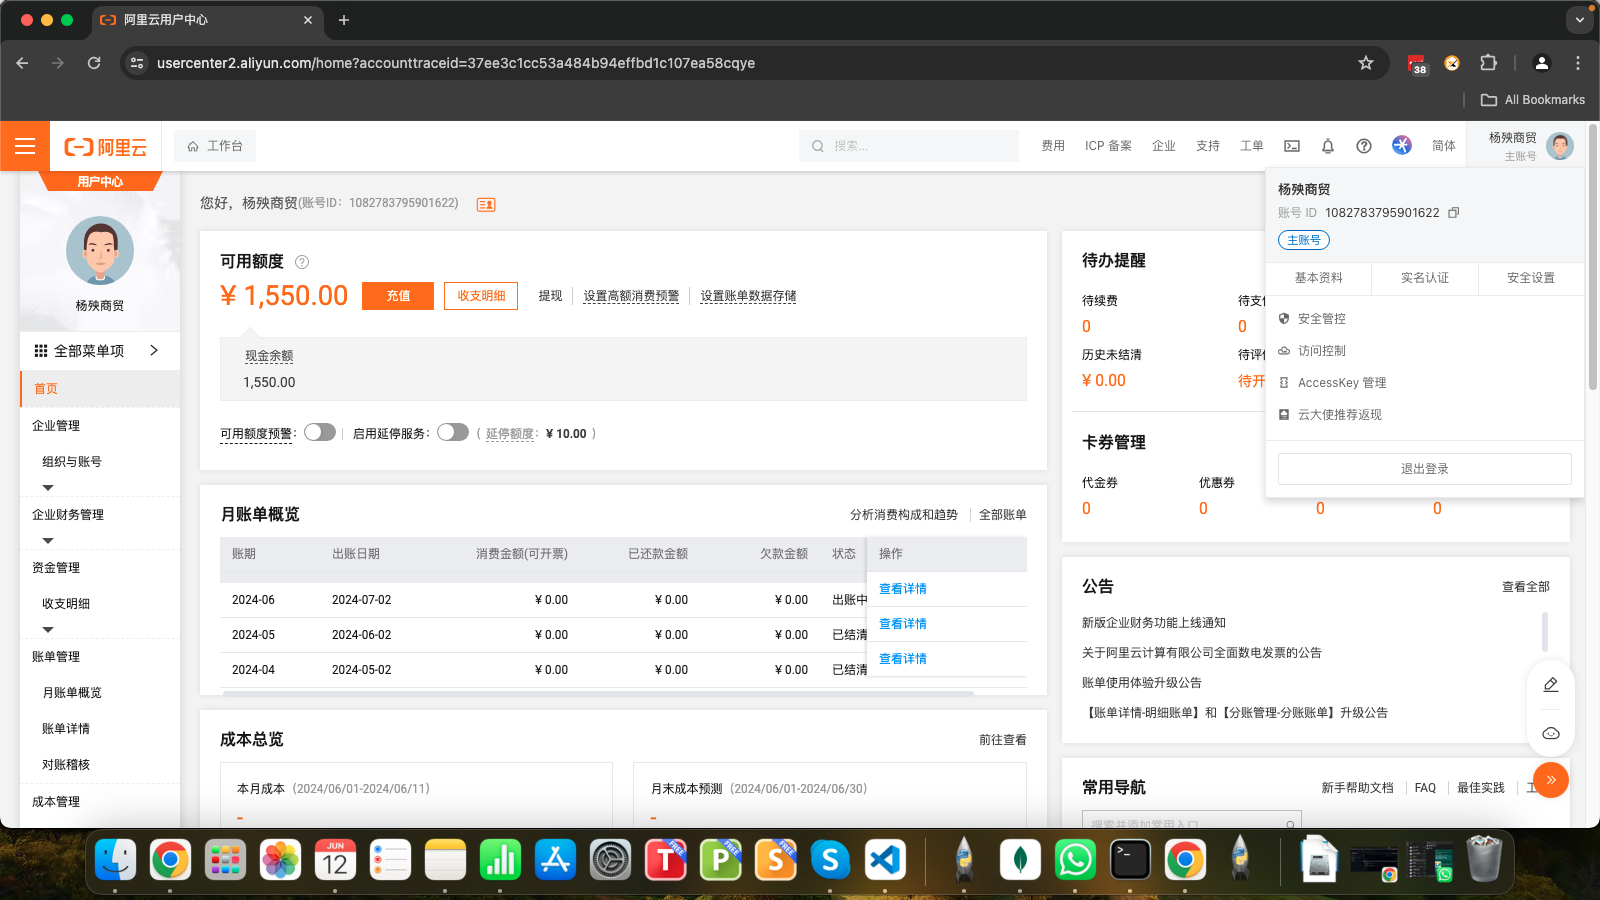 阿里云用户中心
usercenter2.aliyun.com/home?accounttraceid=37ee3c1cc53a484b94effbd1c107ea58cqye
38
All Bookmarks
阿里云
工作台
搜索...
费用
ICP 备案
企业
支持
工单
简体
杨殃商贸
主账号
用户中心
杨殃商贸
全部菜单项
首页
企业管理
组织与账号
企业财务管理
资金管理
收支明细
账单管理
月账单概览
账单详情
对账稽核
成本管理
您好，杨殃商贸(账号ID：1082783795901622)
可用额度
¥ 1,550.00
充值
收支明细
提现
设置高额消费预警
设置账单数据存储
现金余额
1,550.00
可用额度预警：
启用延停服务：
( 延停额度： ¥ 10.00 )
月账单概览
分析消费构成和趋势
全部账单
账期 出账日期 消费金额(可开票) 已还款金额 欠款金额 状态 操作
2024-06 2024-07-02 ¥ 0.00 ¥ 0.00 ¥ 0.00 出账中 查看详情
2024-05 2024-06-02 ¥ 0.00 ¥ 0.00 ¥ 0.00 已结清 查看详情
2024-04 2024-05-02 ¥ 0.00 ¥ 0.00 ¥ 0.00 已结清 查看详情
成本总览
前往查看
本月成本 (2024/06/01-2024/06/11)
-
月末成本预测 (2024/06/01-2024/06/30)
-
待办提醒
待续费
0
待支
0
历史未结清
¥ 0.00
待评
待开
卡券管理
代金券
0
优惠券
0
0
0
杨殃商贸
账号 ID 1082783795901622
主账号
基本资料
实名认证
安全设置
安全管控
访问控制
AccessKey 管理
云大使推荐返现
退出登录
公告
查看全部
新版企业财务功能上线通知
关于阿里云计算有限公司全面数电发票的公告
账单使用体验升级公告
【账单详情-明细账单】和【分账管理-分账账单】升级公告
常用导航
新手帮助文档
FAQ
最佳实践
工
搜索并添加常用入口
JUN
12
FREE
FREE
FREE